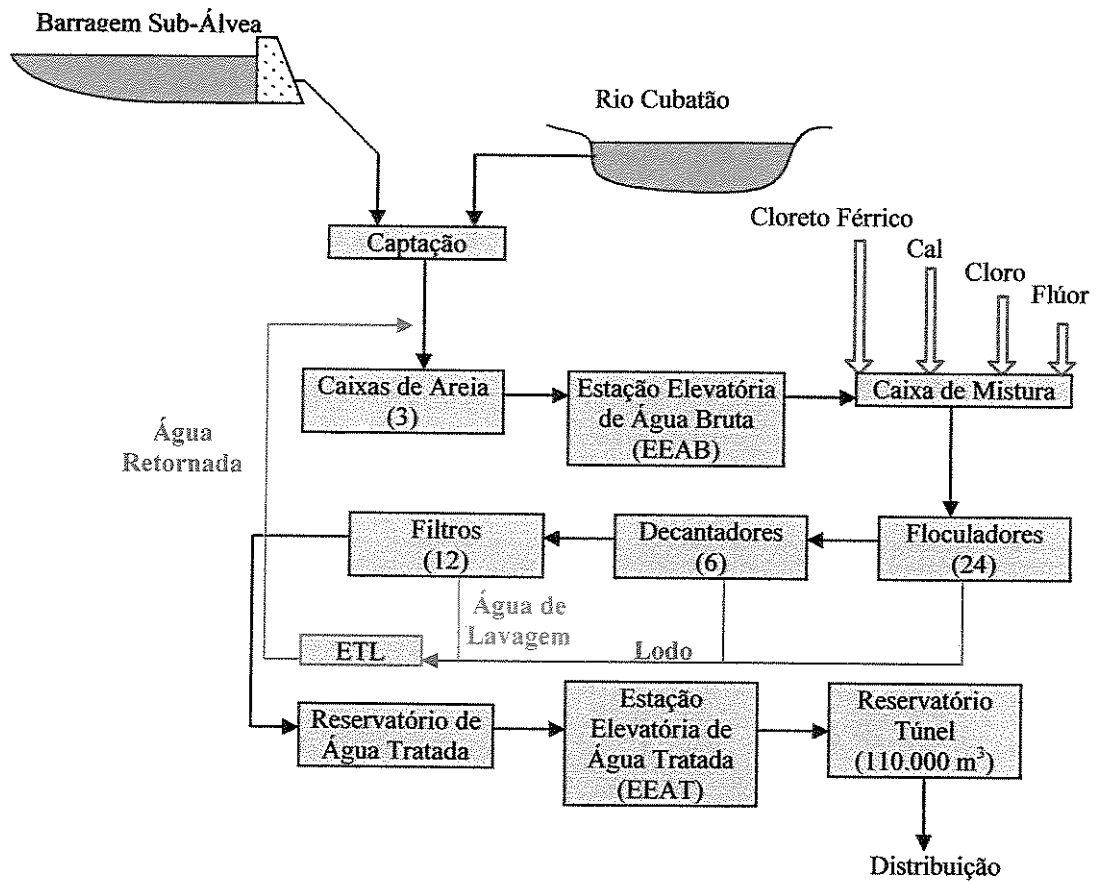 Barragem Sub-Álvea
Rio Cubatão
Cloreto Férrico
Cal
Cloro
Flúor
Captação
Caixas de Areia
(3)
Estação Elevatória
de Água Bruta
(EEAB)
Caixa de Mistura
Água
Retornada
Filtros
(12)
Decantadores
(6)
Floculadores
(24)
Água de
Lavagem
ETL
Lodo
Reservatório de
Água Tratada
Estação
Elevatória de
Água Tratada
(EEAT)
Reservatório
Túnel
(110.000 m³)
Distribuição